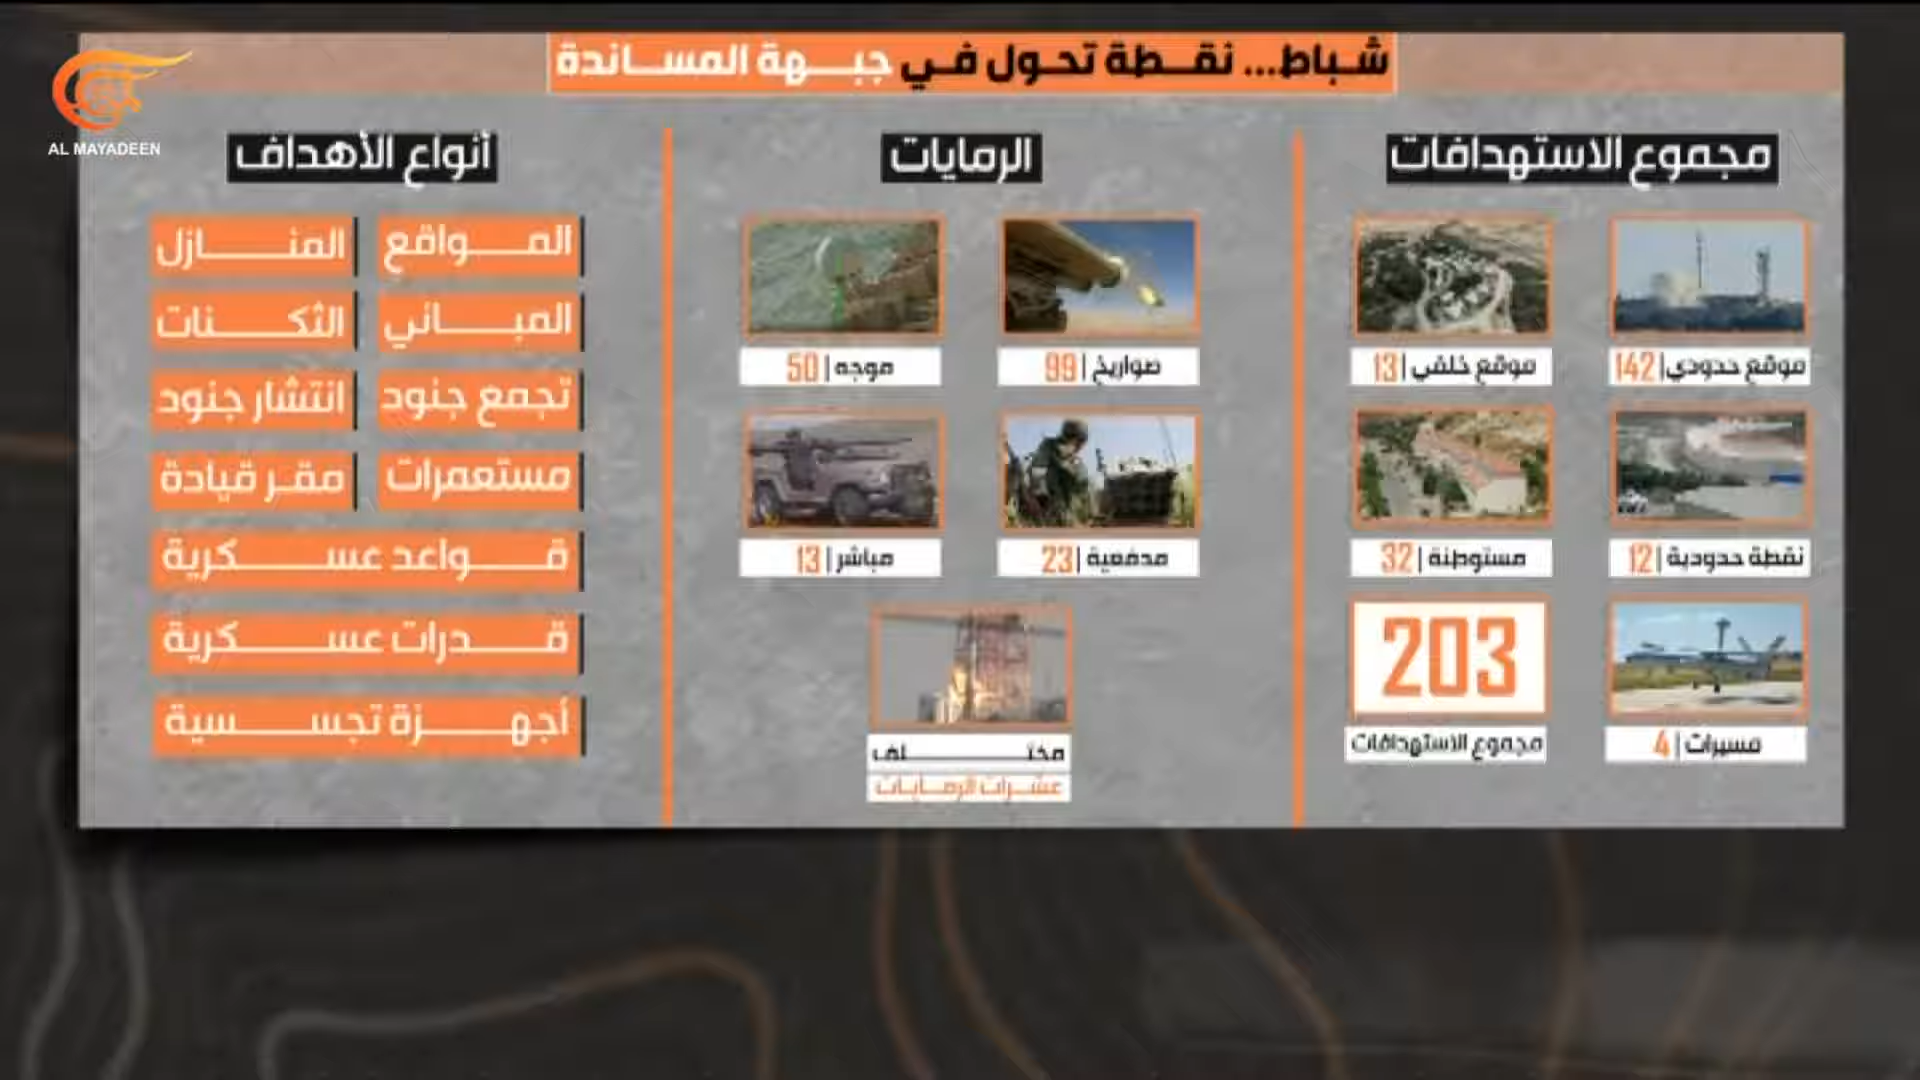 AL MAYADEEN
شباط... نقطة تحول في جبهة المساندة
مجموع الاستهدافات
موقع حدودي | 142
موقع خلفي | 13
نقطة حدودية | 12
مستوطنة | 32
مسيرات | 4
203
مجموع الاستهدافات
الرمايات
صواريخ | 99
موجه | 50
مدفعية | 23
مباشر | 13
مختلف
عشرات الرمايات
أنواع الأهداف
المواقع
المنازل
المباني
الثكنات
تجمع جنود
انتشار جنود
مستعمرات
مقر قيادة
قواعد عسكرية
قدرات عسكرية
أجهزة تجسسية